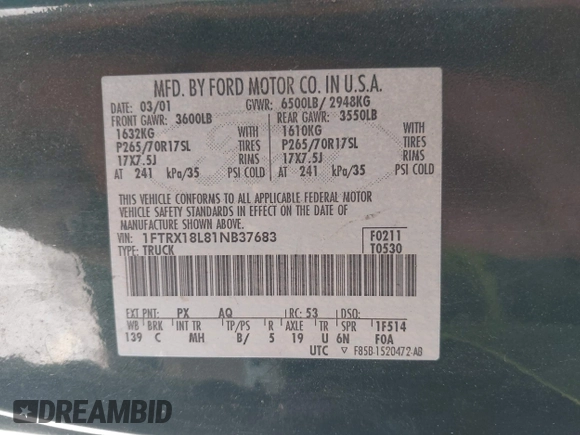 MFD. BY FORD MOTOR CO. IN U.S.A.
DATE: 03/01 GVWR: 6500LB/ 2948KG
FRONT GAWR: 3600LB REAR GAWR: 3550LB
1632KG WITH 1610KG WITH
P265/70R17SL TIRES P265/70R17SL TIRES
17X7.5J RIMS 17X7.5J RIMS
AT 241 kPa/35 PSI COLD AT 241 kPa/35 PSI COLD
THIS VEHICLE CONFORMS TO ALL APPLICABLE FEDERAL MOTOR
VEHICLE SAFETY STANDARDS IN EFFECT ON THE DATE OF
MANUFACTURE SHOWN ABOVE.
VIN: 1FTRX18L81NB37683 F0211
TYPE: TRUCK T0530
EXT PNT: PX AQ RC: 53 DSO:
WB BRK INT TR TP/PS R AXLE TR SPR 1F514
139 C MH B/ 5 19 U 6N F0A
UTC ▽ F85B-1520472-AB
DREAMBID